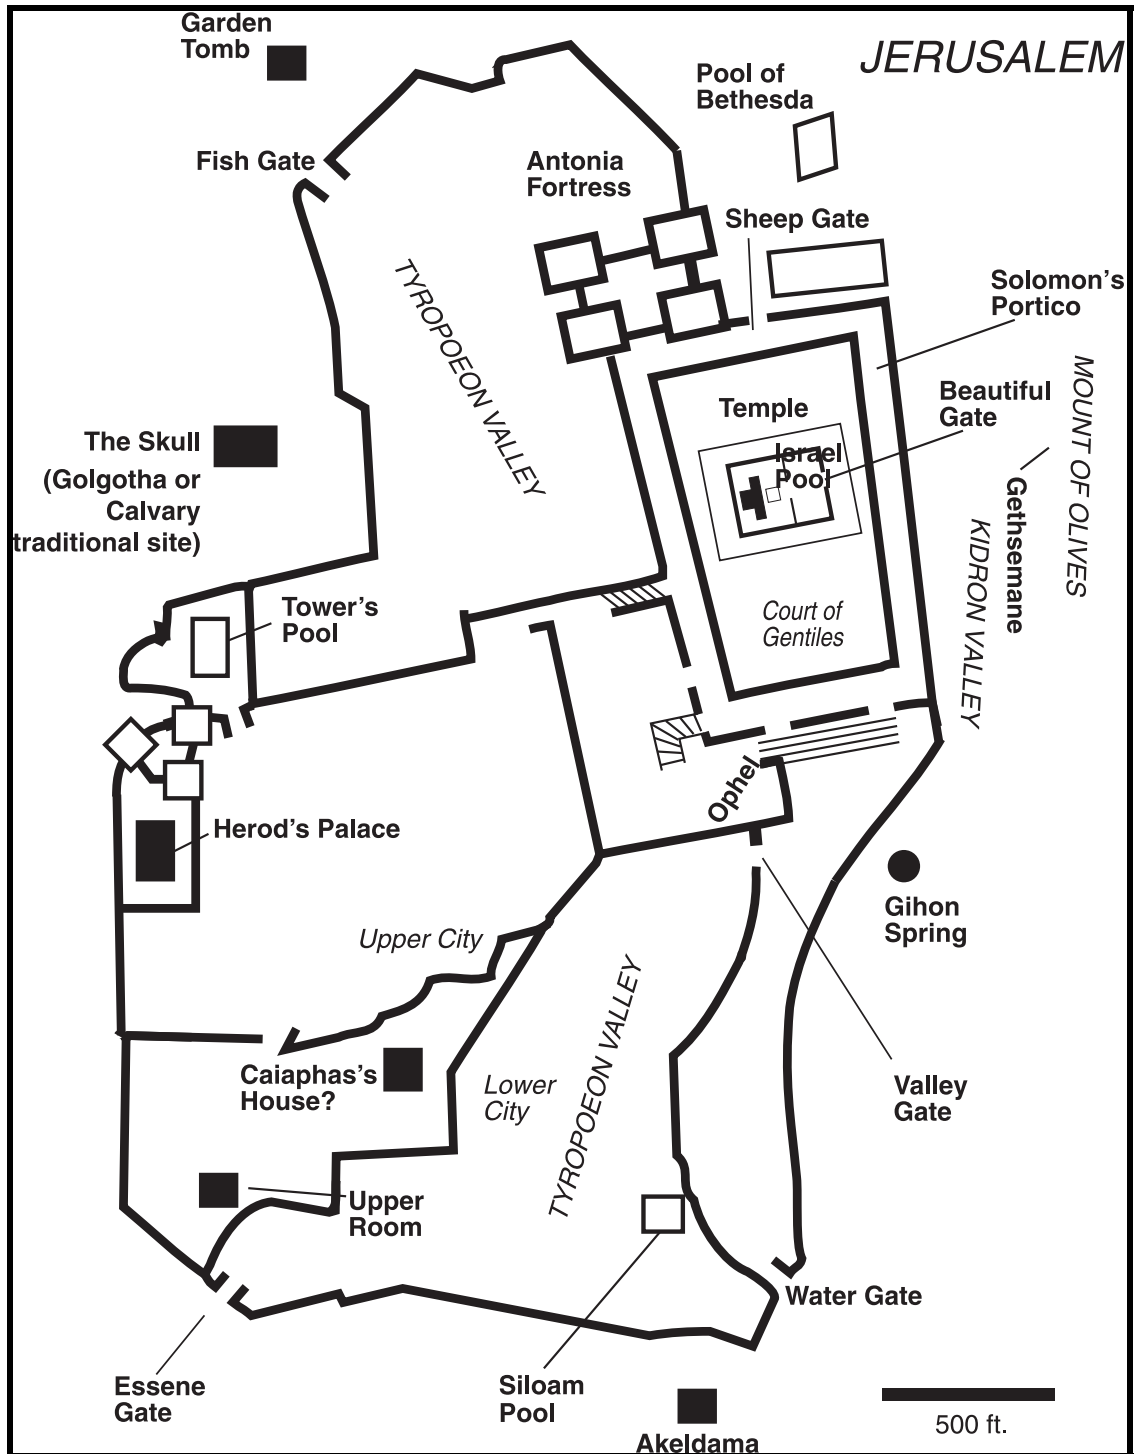 Garden
Tomb
JERUSALEM
Pool of
Bethesda
Fish Gate
Antonia
Fortress
Sheep Gate
TYROPOEON VALLEY
Solomon's
Portico
MOUNT OF OLIVES
Beautiful
Gate
Temple
Israel
Pool
The Skull
(Golgotha or
Calvary
traditional site)
Gethsemane
KIDRON VALLEY
Tower's
Pool
Court of
Gentiles
Ophel
Herod's Palace
Gihon
Spring
Upper City
TYROPOEON VALLEY
Caiaphas's
House?
Lower
City
Valley
Gate
Upper
Room
Water Gate
Essene
Gate
Siloam
Pool
500 ft.
Akeldama